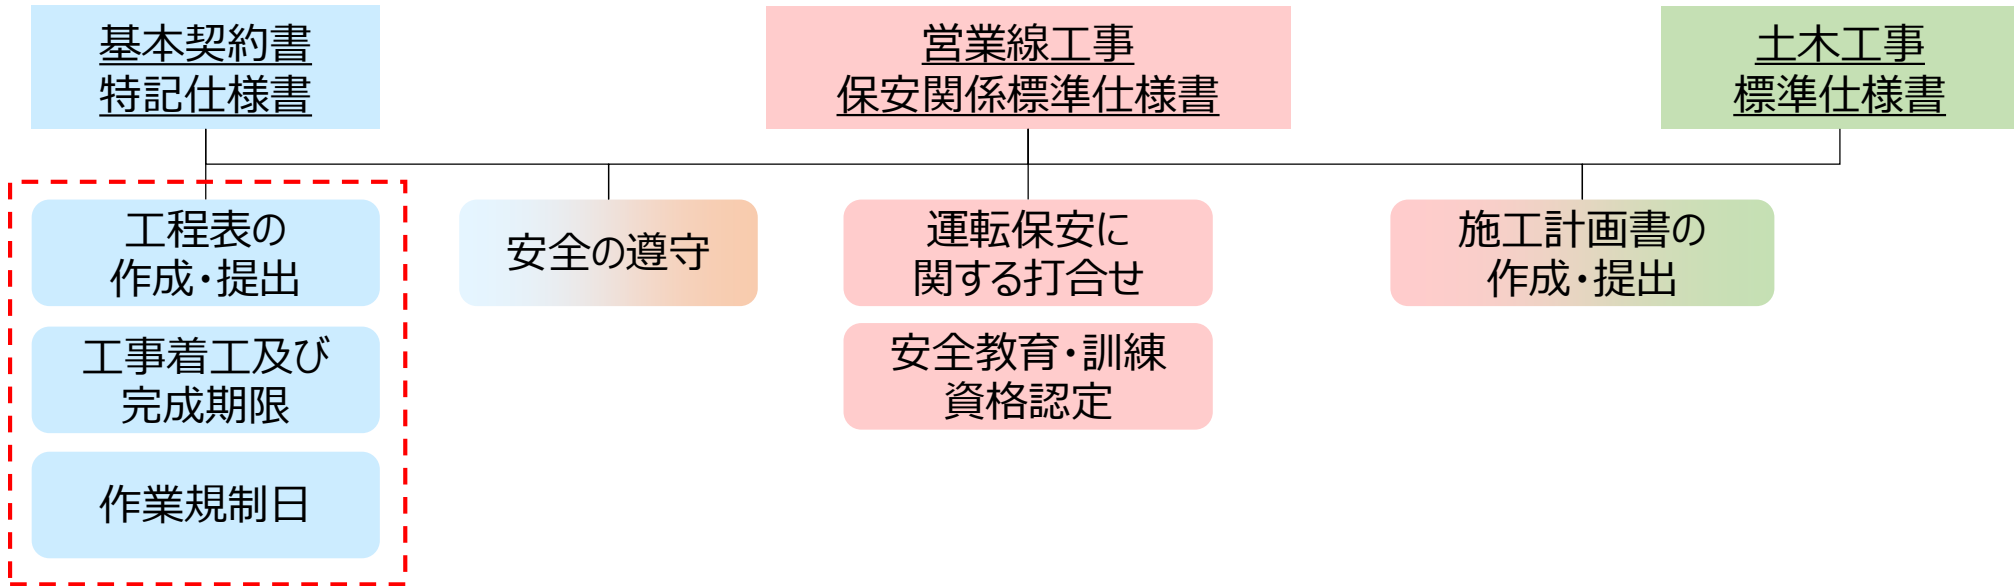 基本契約書
特記仕様書
営業線工事
保安関係標準仕様書
土木工事
標準仕様書
工程表の
作成・提出
工事着工及び
完成期限
作業規制日
安全の遵守
運転保安に
関する打合せ
安全教育・訓練
資格認定
施工計画書の
作成・提出